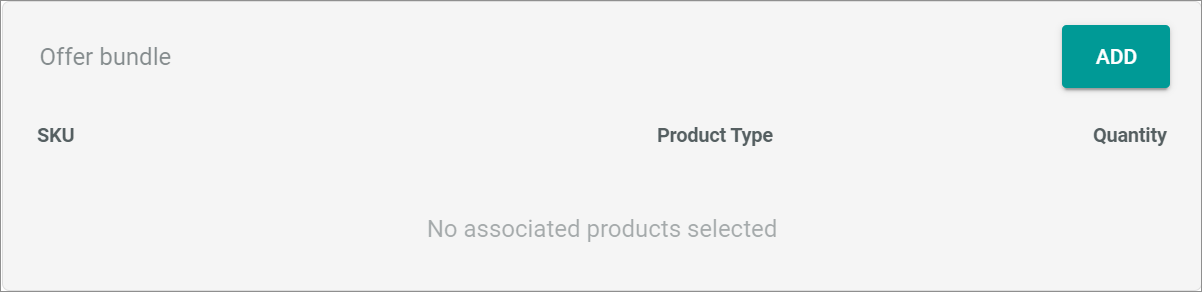 Offer bundle ADD
SKU Product Type Quantity
No associated products selected